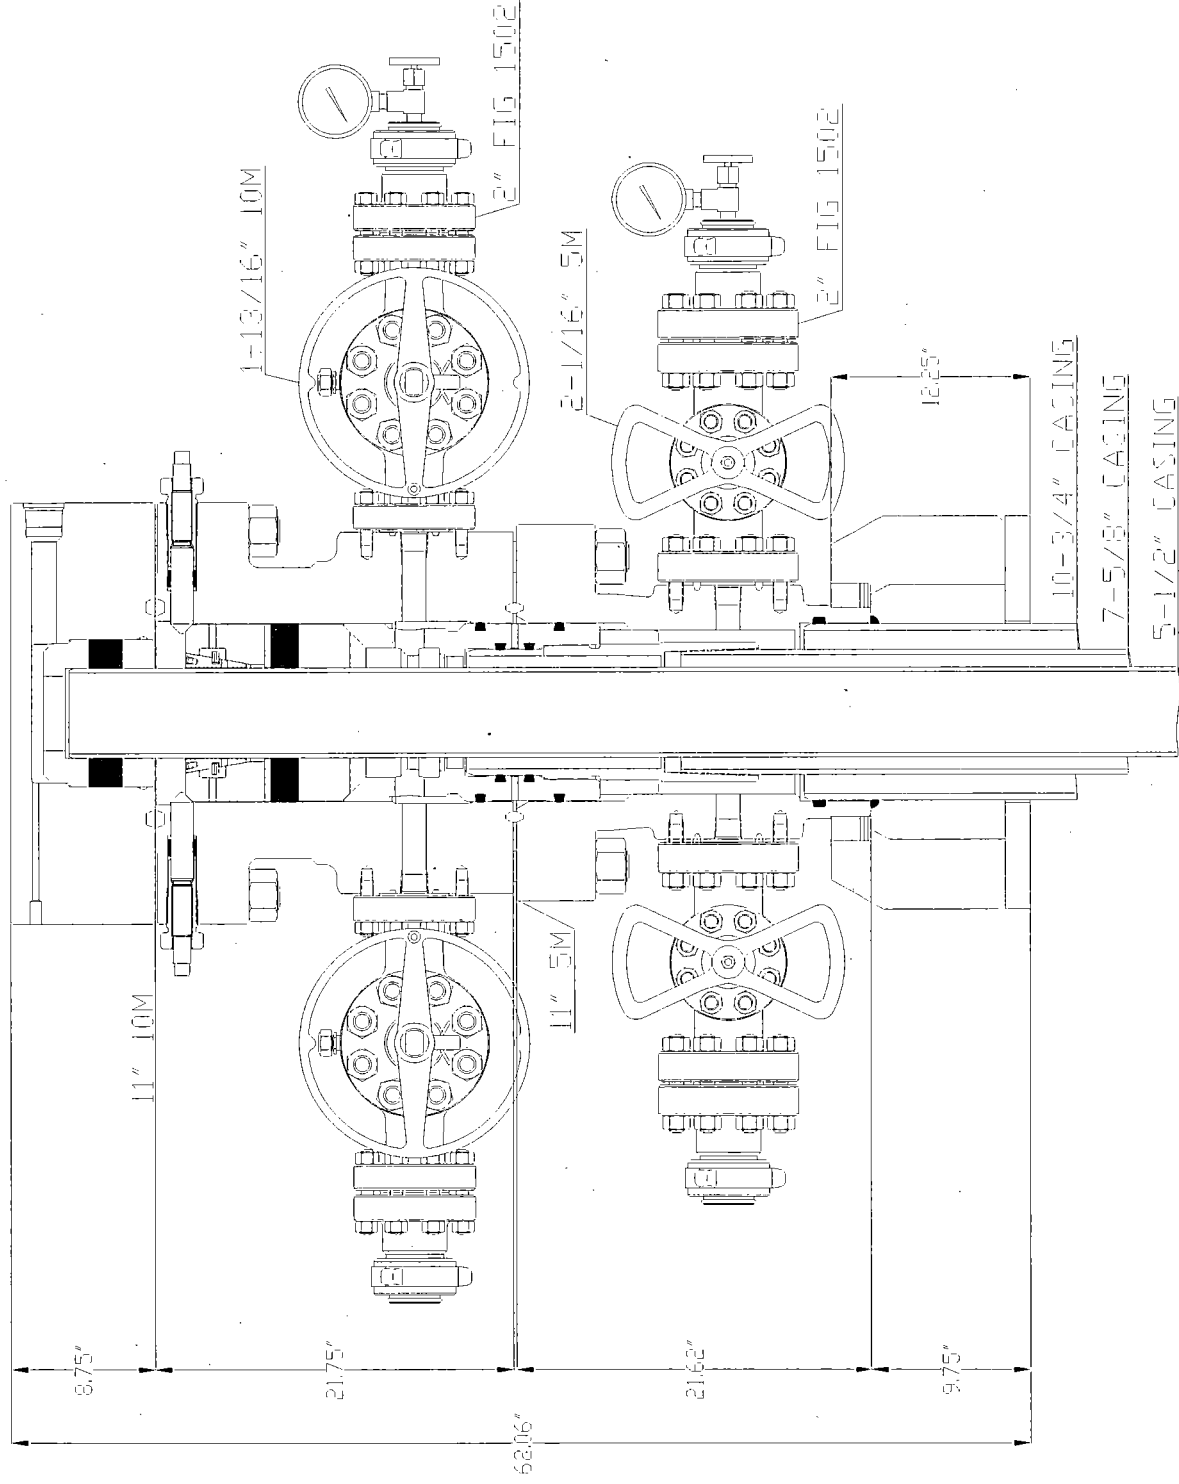 2" FIG 1502
1-13/16" 10M
2" FIG 1502
2-1/16" 5M
12.25"
10-3/4" CASING
7-5/8" CASING
5-1/2" CASING
11" 10M
11" 5M
8.75"
21.75"
21.62"
9.75"
62.06"